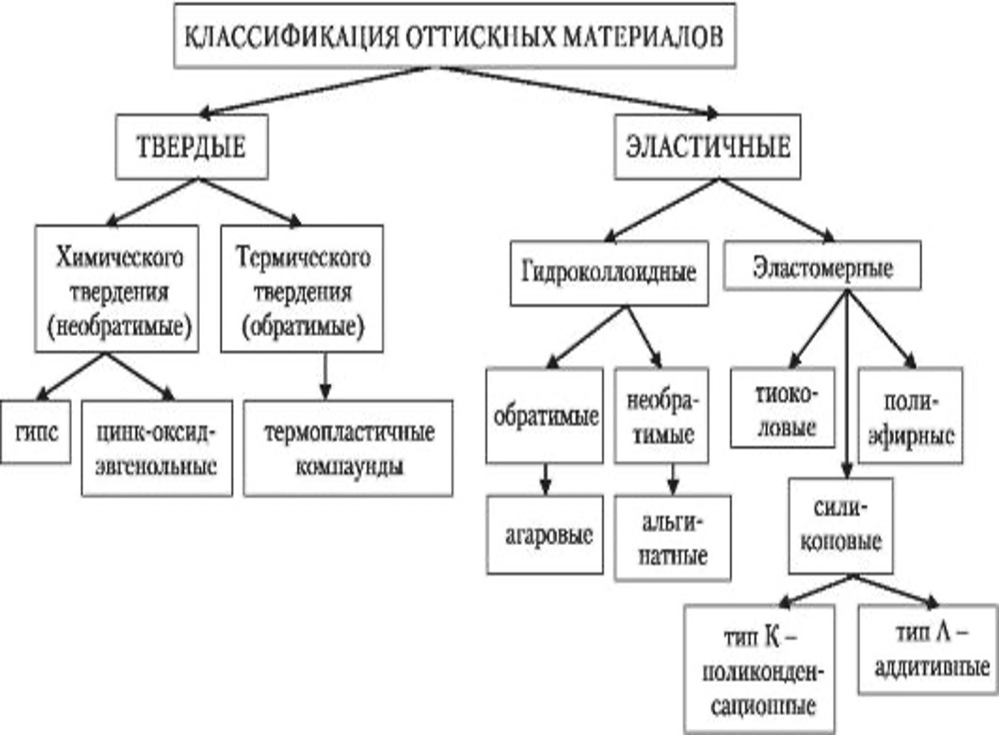 КЛАССИФИКАЦИЯ ОТТИСКНЫХ МАТЕРИАЛОВ
ТВЕРДЫЕ
ЭЛАСТИЧНЫЕ
Химического
твердения
(необратимые)
Термического
твердения
(обратимые)
Гидроколлоидные
Эластомерные
гипс
цинк-оксид-
эвгенольные
термопластичные
компаунды
обратимые
необра-
тимые
тиоко-
ловые
поли-
эфирные
агаровые
альги-
натные
сили-
коновые
тип К –
поликонден-
сационные
тип А –
аддитивные